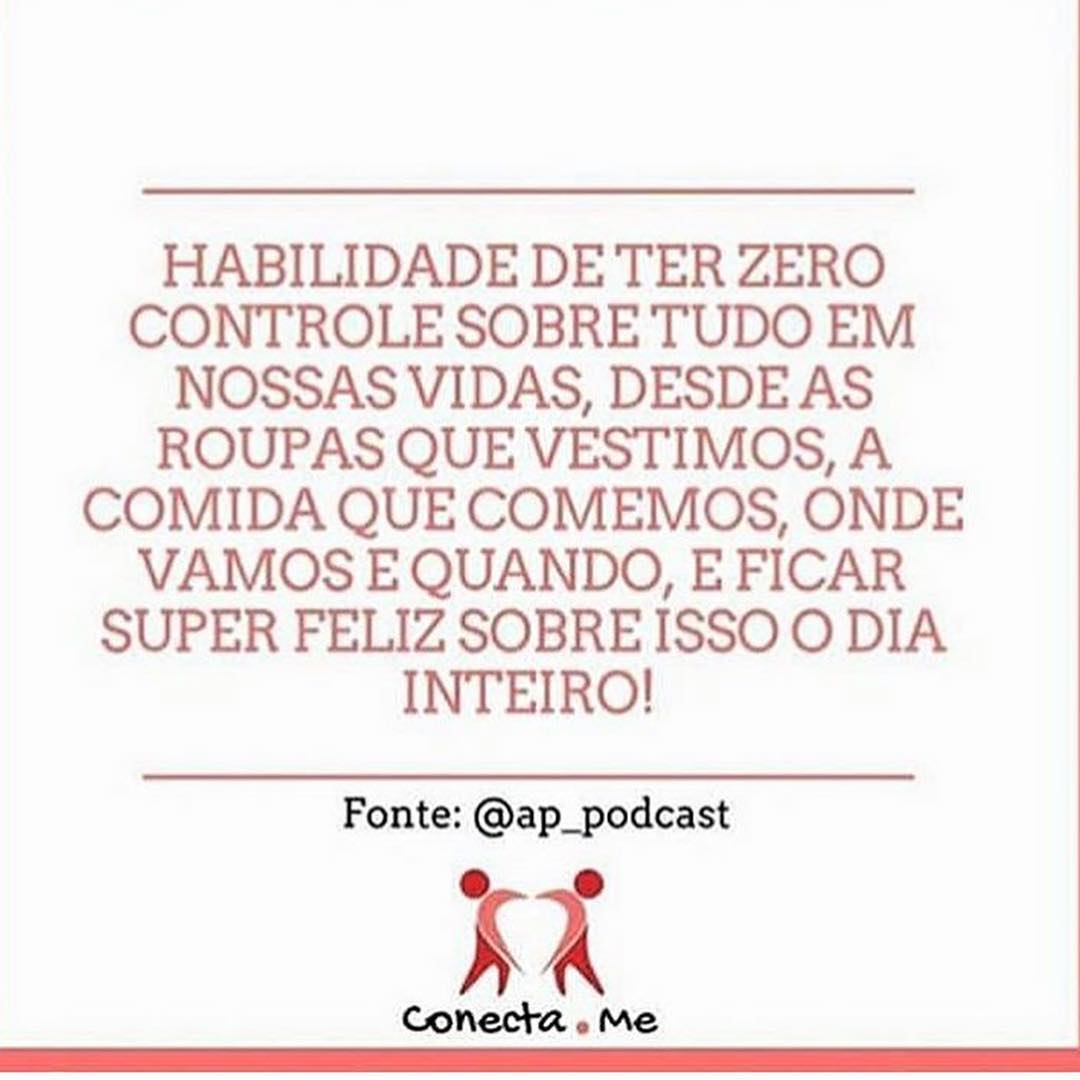 HABILIDADE DE TER ZERO
CONTROLE SOBRE TUDO EM
NOSSAS VIDAS, DESDE AS
ROUPAS QUE VESTIMOS, A
COMIDA QUE COMEMOS, ONDE
VAMOS E QUANDO, E FICAR
SUPER FELIZ SOBRE ISSO O DIA
INTEIRO!
Fonte: @ap_podcast
Conecta.Me